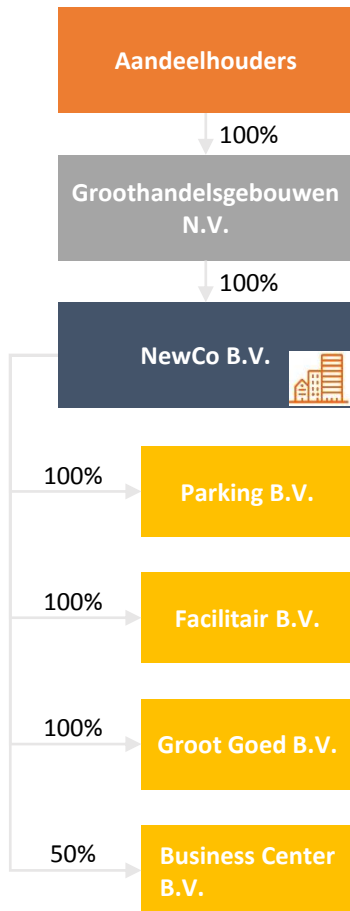 Aandeelhouders
100%
Groothandelsgebouwen
N.V.
100%
NewCo B.V.
100%
Parking B.V.
100%
Facilitair B.V.
100%
Groot Goed B.V.
50%
Business Center
B.V.